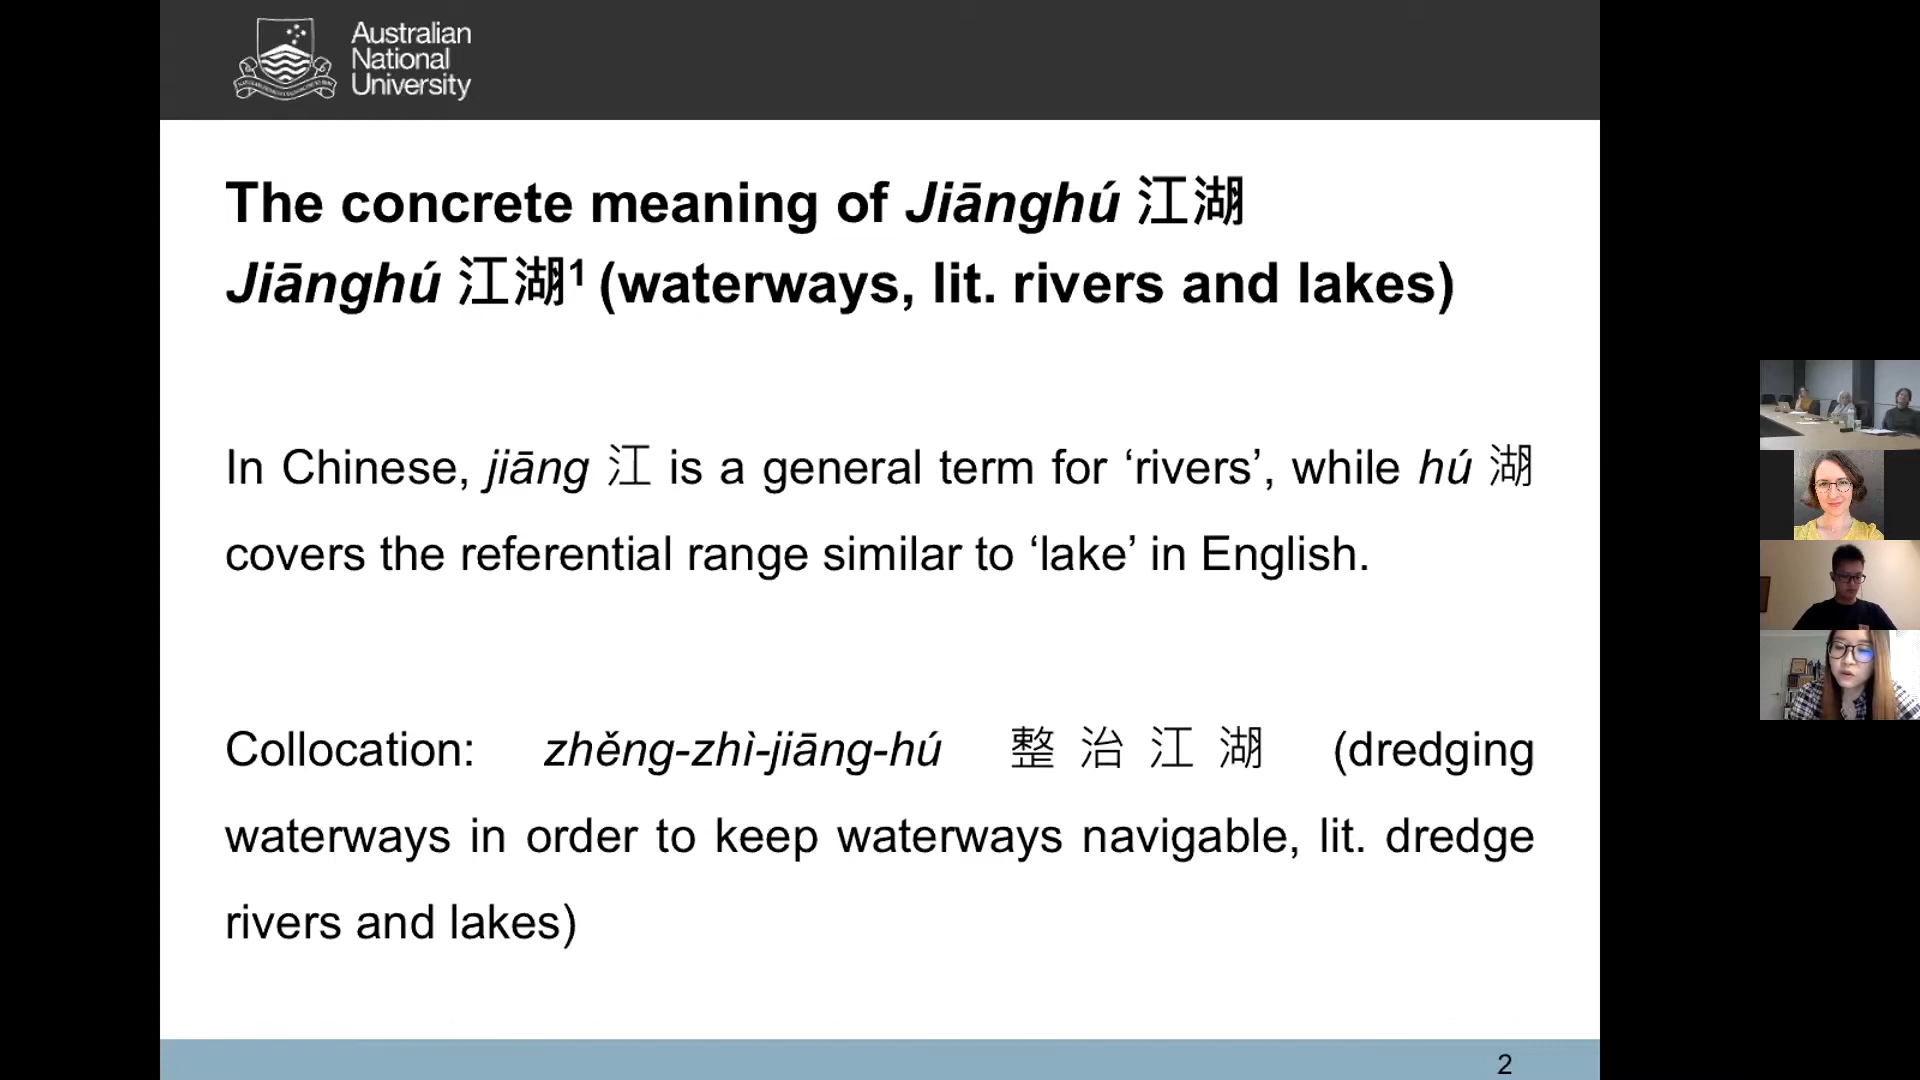 Australian
National
University
The concrete meaning of Jiānghú 江湖
Jiānghú 江湖¹ (waterways, lit. rivers and lakes)
In Chinese, jiāng 江 is a general term for ‘rivers’, while hú 湖
covers the referential range similar to ‘lake’ in English.
Collocation: zhěng-zhì-jiāng-hú 整治江湖 (dredging
waterways in order to keep waterways navigable, lit. dredge
rivers and lakes)
2